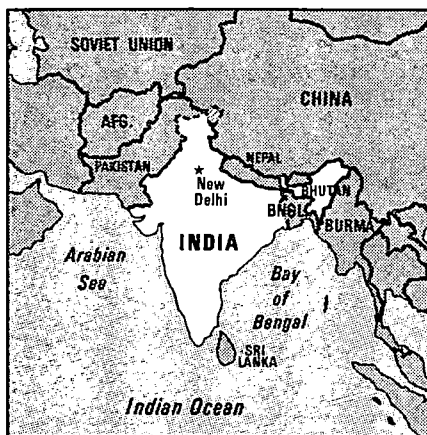 SOVIET UNION
CHINA
AFG.
PAKISTAN
NEPAL
New
Delhi
BHUTAN
BNGL.
BURMA
INDIA
Arabian
Sea
Bay
of
Bengal
SRI
LANKA
Indian Ocean